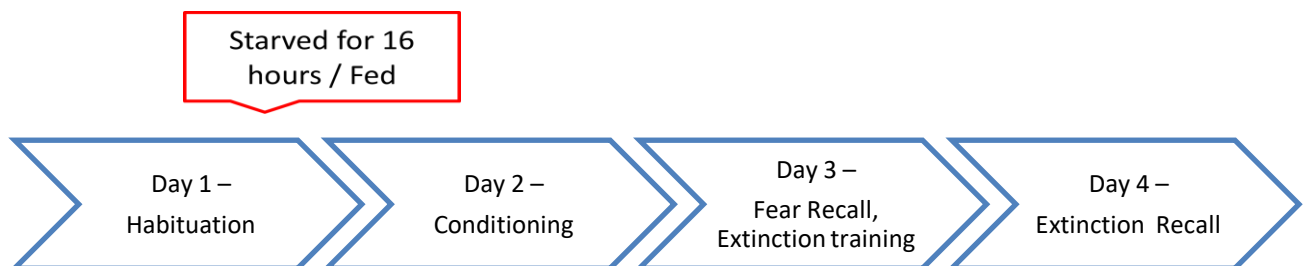 Starved for 16
hours / Fed
Day 1 –
Habituation
Day 2 –
Conditioning
Day 3 –
Fear Recall,
Extinction training
Day 4 –
Extinction Recall